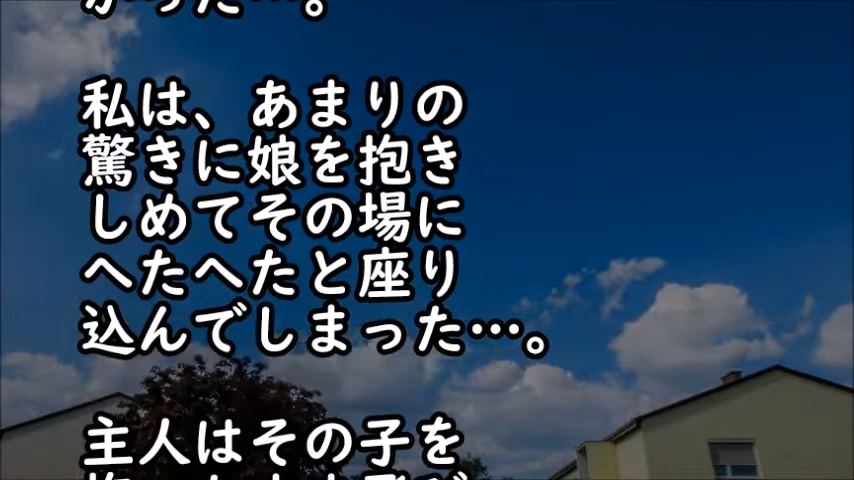 私は、あまりの
驚きに娘を抱き
しめてその場に
へたへたと座り
込んでしまった…。
主人はその子を